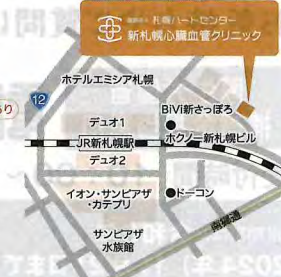 医療法人 札幌ハートセンター
新札幌心臓血管クリニック
ホテルエミシア札幌
12
り
デュオ1
BiVi新さっぽろ
JR新札幌駅
ホクノー新札幌ビル
デュオ2
イオン・サンピアザ
・カテプリ
ドーコン
サンピアザ
水族館
南郷通